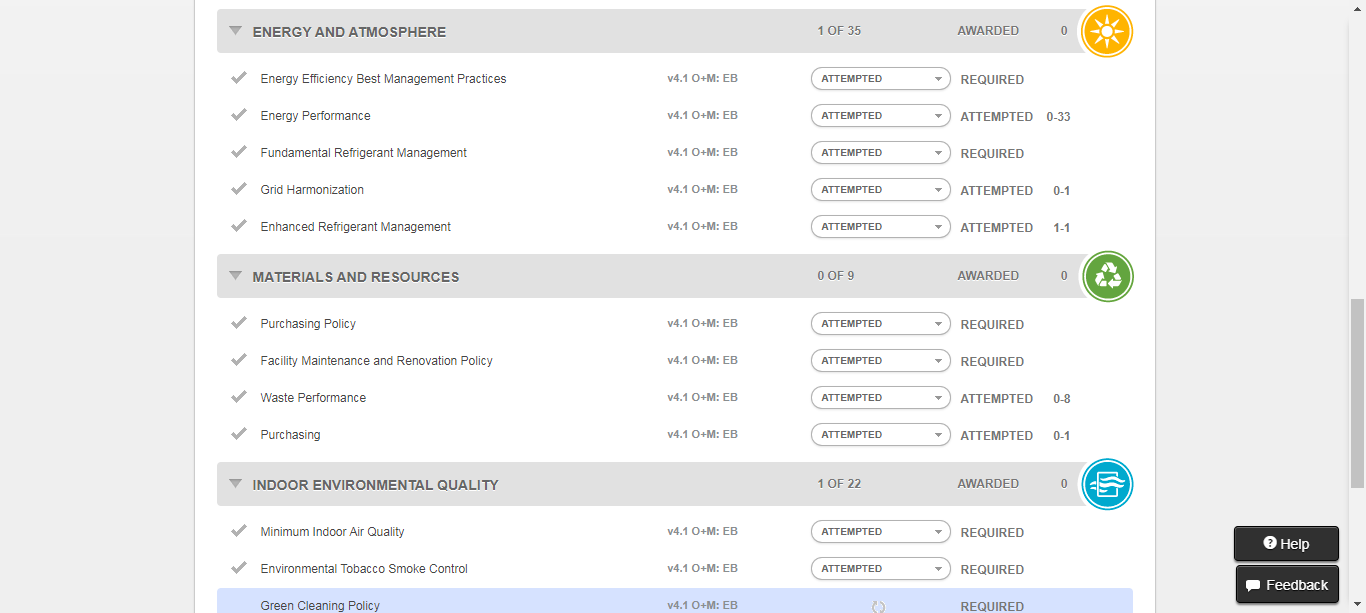 ENERGY AND ATMOSPHERE 1 OF 35 AWARDED 0
Energy Efficiency Best Management Practices v4.1 O+M: EB ATTEMPTED REQUIRED
Energy Performance v4.1 O+M: EB ATTEMPTED ATTEMPTED 0-33
Fundamental Refrigerant Management v4.1 O+M: EB ATTEMPTED REQUIRED
Grid Harmonization v4.1 O+M: EB ATTEMPTED ATTEMPTED 0-1
Enhanced Refrigerant Management v4.1 O+M: EB ATTEMPTED ATTEMPTED 1-1
MATERIALS AND RESOURCES 0 OF 9 AWARDED 0
Purchasing Policy v4.1 O+M: EB ATTEMPTED REQUIRED
Facility Maintenance and Renovation Policy v4.1 O+M: EB ATTEMPTED REQUIRED
Waste Performance v4.1 O+M: EB ATTEMPTED ATTEMPTED 0-8
Purchasing v4.1 O+M: EB ATTEMPTED ATTEMPTED 0-1
INDOOR ENVIRONMENTAL QUALITY 1 OF 22 AWARDED 0
Minimum Indoor Air Quality v4.1 O+M: EB ATTEMPTED REQUIRED
Environmental Tobacco Smoke Control v4.1 O+M: EB ATTEMPTED REQUIRED
Green Cleaning Policy v4.1 O+M: EB REQUIRED
Help
Feedback